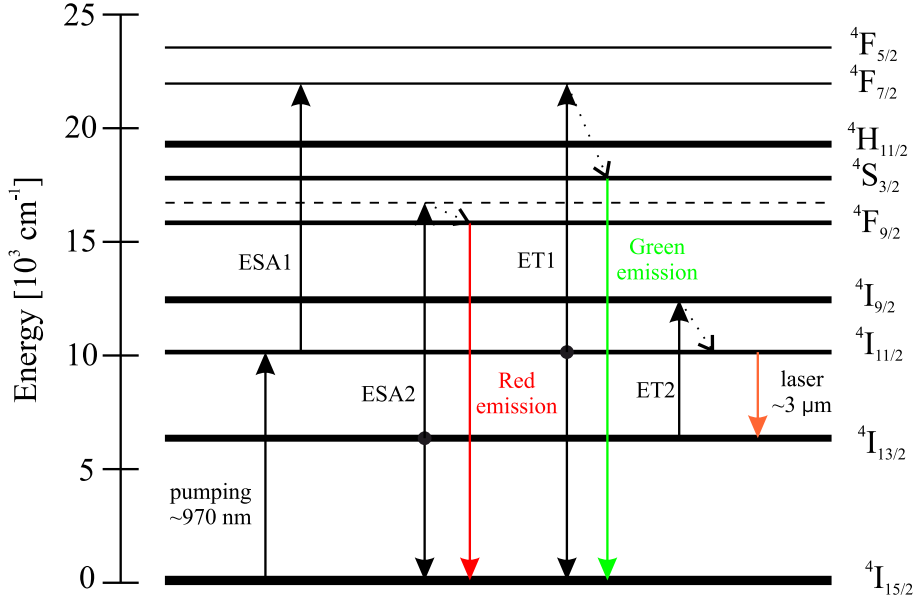 25
20
15
10
5
0
Energy [10³ cm⁻¹]
⁴F₅/₂
⁴F₇/₂
⁴H₁₁/₂
⁴S₃/₂
⁴F₉/₂
⁴I₉/₂
⁴I₁₁/₂
⁴I₁₃/₂
⁴I₁₅/₂
ESA1
ET1
Green
emission
ESA2
Red
emission
ET2
laser
~3 µm
pumping
~970 nm